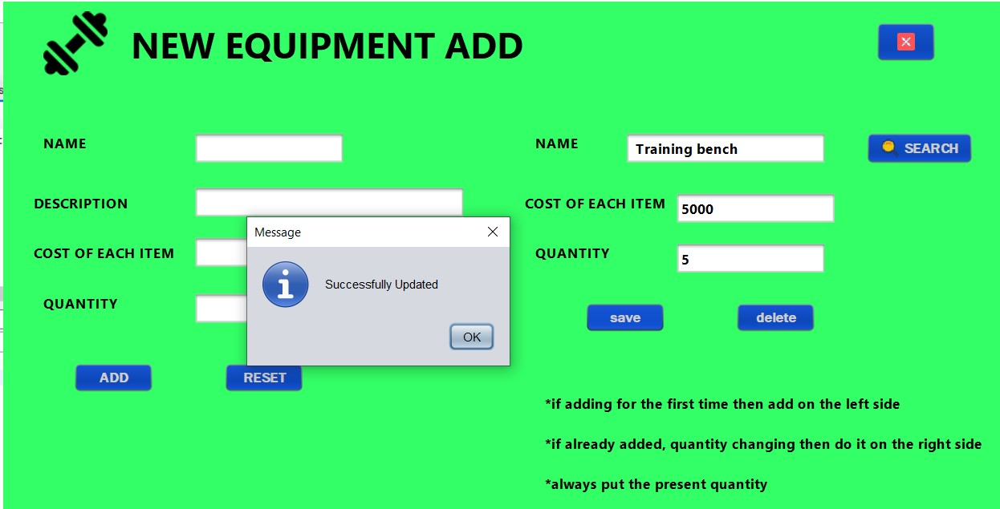 NEW EQUIPMENT ADD
NAME
NAME
Training bench
SEARCH
DESCRIPTION
COST OF EACH ITEM
5000
Message
COST OF EACH ITEM
QUANTITY
5
Successfully Updated
QUANTITY
save
delete
OK
ADD
RESET
*if adding for the first time then add on the left side
*if already added, quantity changing then do it on the right side
*always put the present quantity